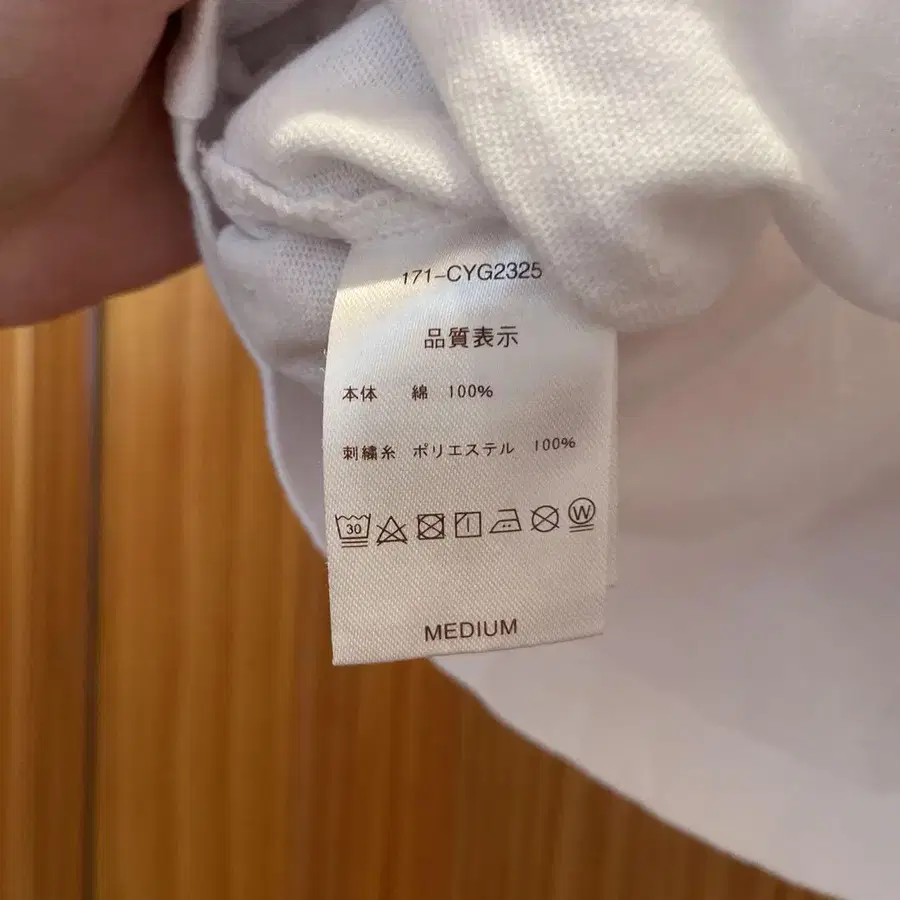 171-CYG2325
品質表示
本体 綿 100%
刺繍糸 ポリエステル 100%
30 W
MEDIUM